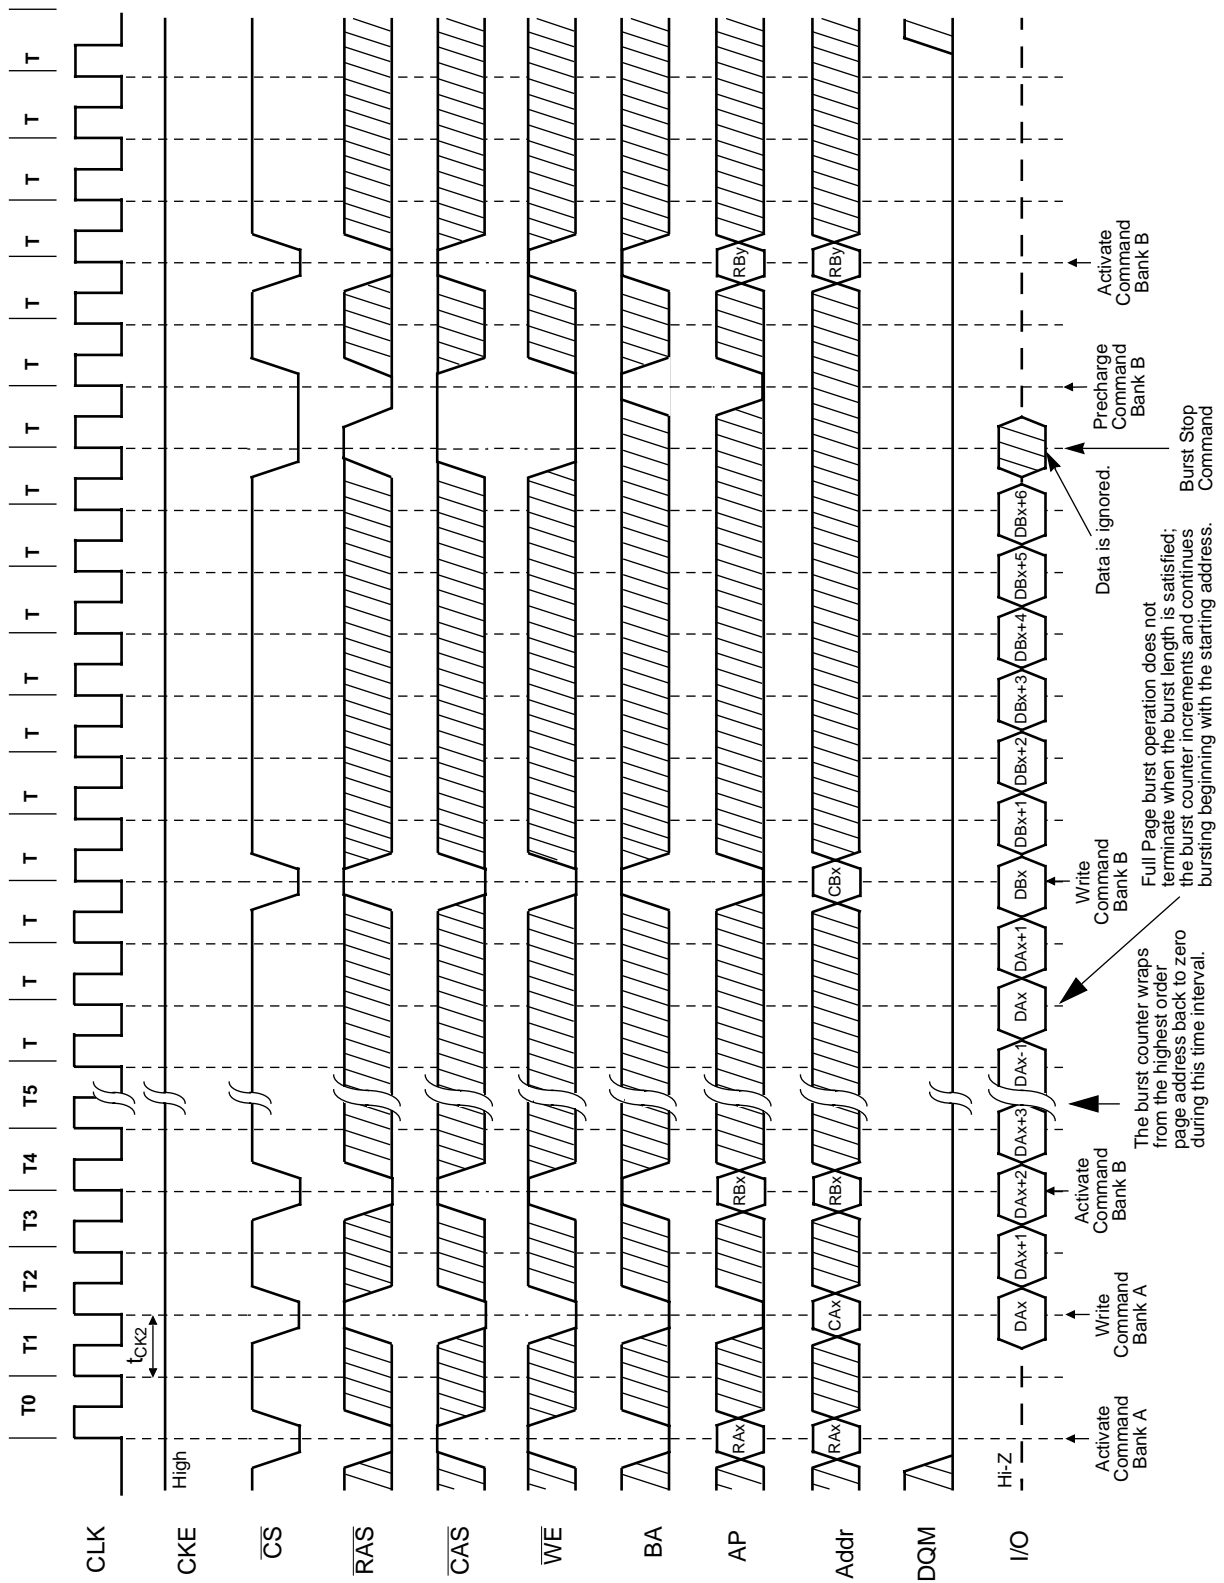 T0 T1 T2 T3 T4 T5 T T T T T T T T T T T T T T T T T
CLK
tCK2
CKE
High
CS
RAS
CAS
WE
BA
AP
RAx RBx RBy
Addr
RAx CAx RBx CBx RBy
DQM
I/O
Hi-Z
DAx DAx+1 DAx+2 DAx+3 DAx-1 DAx DAx+1 DBx DBx+1 DBx+2 DBx+3 DBx+4 DBx+5 DBx+6
Activate
Command
Bank A
Write
Command
Bank A
Activate
Command
Bank B
The burst counter wraps
from the highest order
page address back to zero
during this time interval.
Write
Command
Bank B
Full Page burst operation does not
terminate when the burst length is satisfied;
the burst counter increments and continues
bursting beginning with the starting address.
Data is ignored.
Burst Stop
Command
Precharge
Command
Bank B
Activate
Command
Bank B